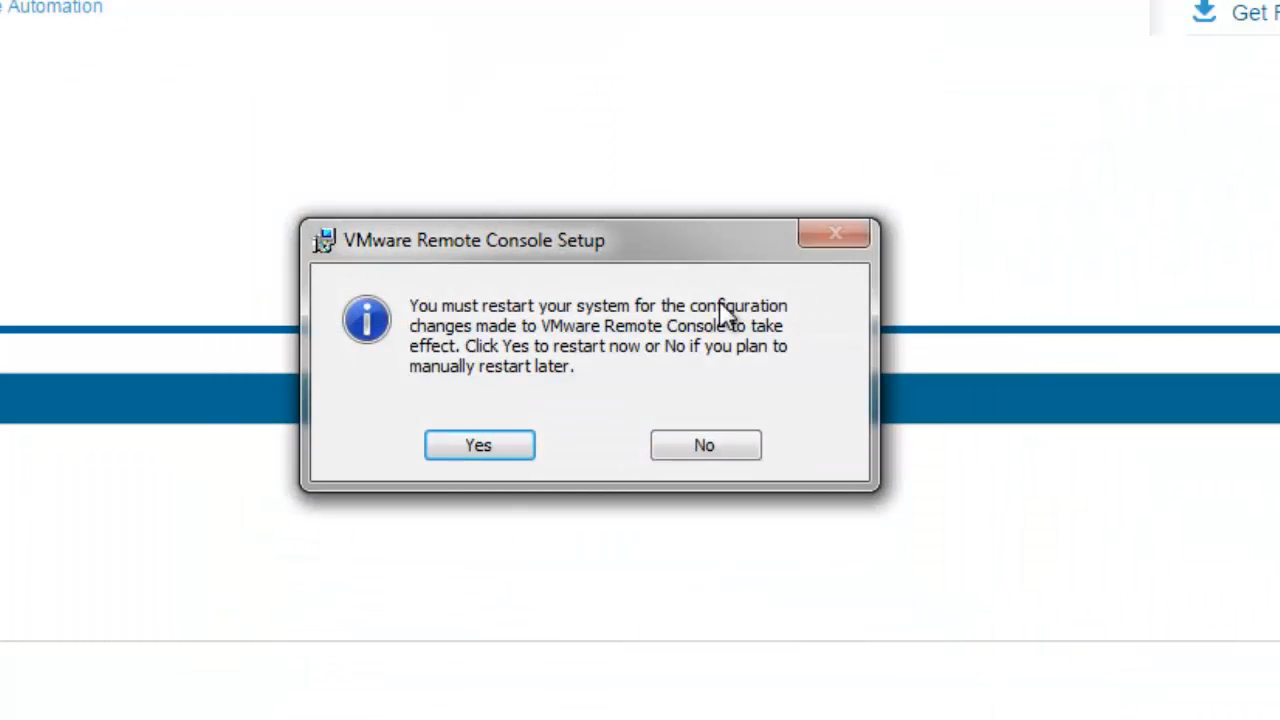 Automation
Get
VMware Remote Console Setup
You must restart your system for the configuration
changes made to VMware Remote Console to take
effect. Click Yes to restart now or No if you plan to
manually restart later.
Yes
No